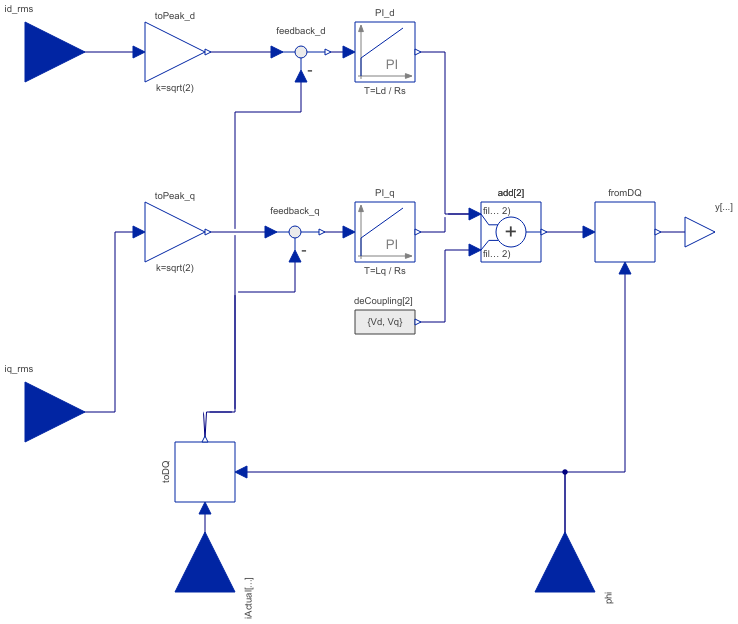 id_rms
toPeak_d
k=sqrt(2)
feedback_d
-
PI_d
PI
T=Ld / Rs
toPeak_q
k=sqrt(2)
feedback_q
-
PI_q
PI
T=Lq / Rs
add[2]
fil... 2)
+
fil... 2)
fromDQ
y[...]
deCoupling[2]
{Vd, Vq}
iq_rms
toDQ
iActual[...]
phi